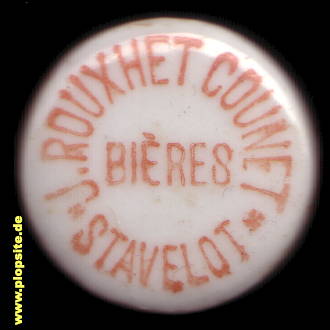 J. ROUXHET COUNET
BIÈRES
* STAVELOT *
www.plopsite.de